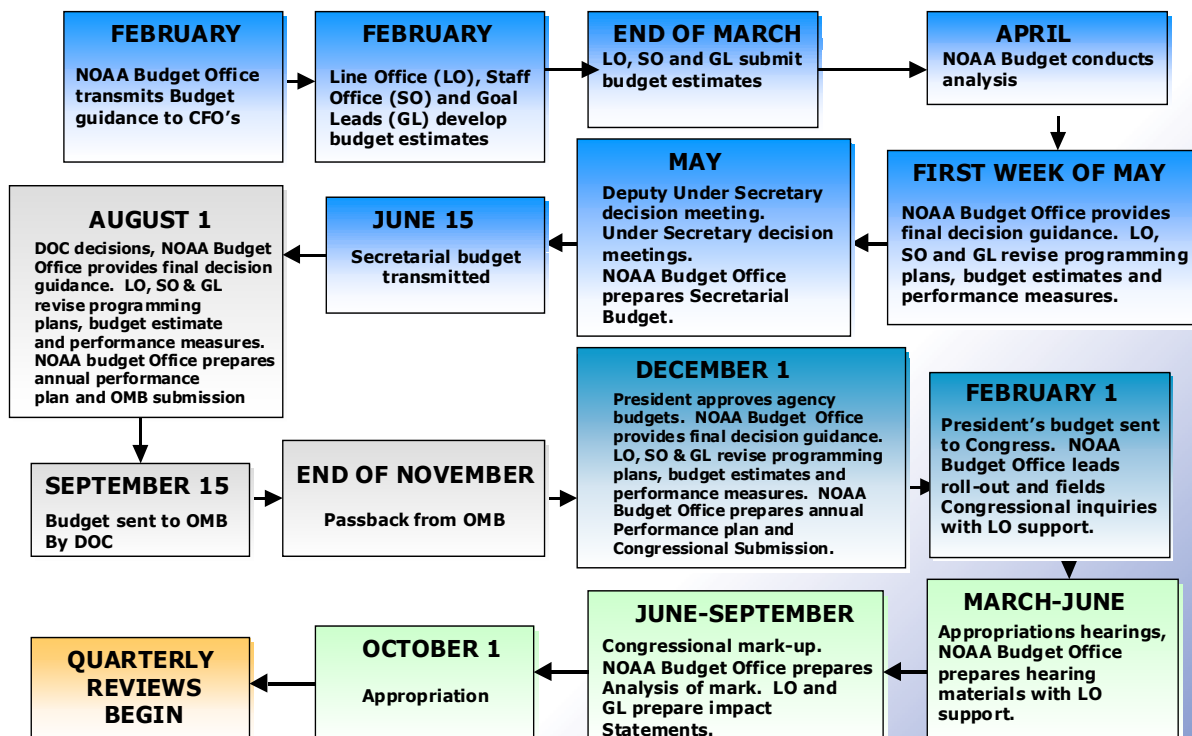 FEBRUARY
NOAA Budget Office
transmits Budget
guidance to CFO's
FEBRUARY
Line Office (LO), Staff
Office (SO) and Goal
Leads (GL) develop
budget estimates
END OF MARCH
LO, SO and GL submit
budget estimates
APRIL
NOAA Budget conducts
analysis
FIRST WEEK OF MAY
NOAA Budget Office provides
final decision guidance. LO,
SO and GL revise programming
plans, budget estimates and
performance measures.
MAY
Deputy Under Secretary
decision meeting.
Under Secretary decision
meetings.
NOAA Budget Office
prepares Secretarial
Budget.
JUNE 15
Secretarial budget
transmitted
AUGUST 1
DOC decisions, NOAA Budget
Office provides final decision
guidance. LO, SO & GL
revise programming
plans, budget estimate
and performance measures.
NOAA budget Office prepares
annual performance
plan and OMB submission
SEPTEMBER 15
Budget sent to OMB
By DOC
END OF NOVEMBER
Passback from OMB
DECEMBER 1
President approves agency
budgets. NOAA Budget Office
provides final decision guidance.
LO, SO & GL revise programming
plans, budget estimates and
performance measures. NOAA
Budget Office prepares annual
Performance plan and
Congressional Submission.
FEBRUARY 1
President's budget sent
to Congress. NOAA
Budget Office leads
roll-out and fields
Congressional inquiries
with LO support.
MARCH-JUNE
Appropriations hearings,
NOAA Budget Office
prepares hearing
materials with LO
support.
JUNE-SEPTEMBER
Congressional mark-up.
NOAA Budget Office prepares
Analysis of mark. LO and
GL prepare impact
Statements.
OCTOBER 1
Appropriation
QUARTERLY
REVIEWS
BEGIN